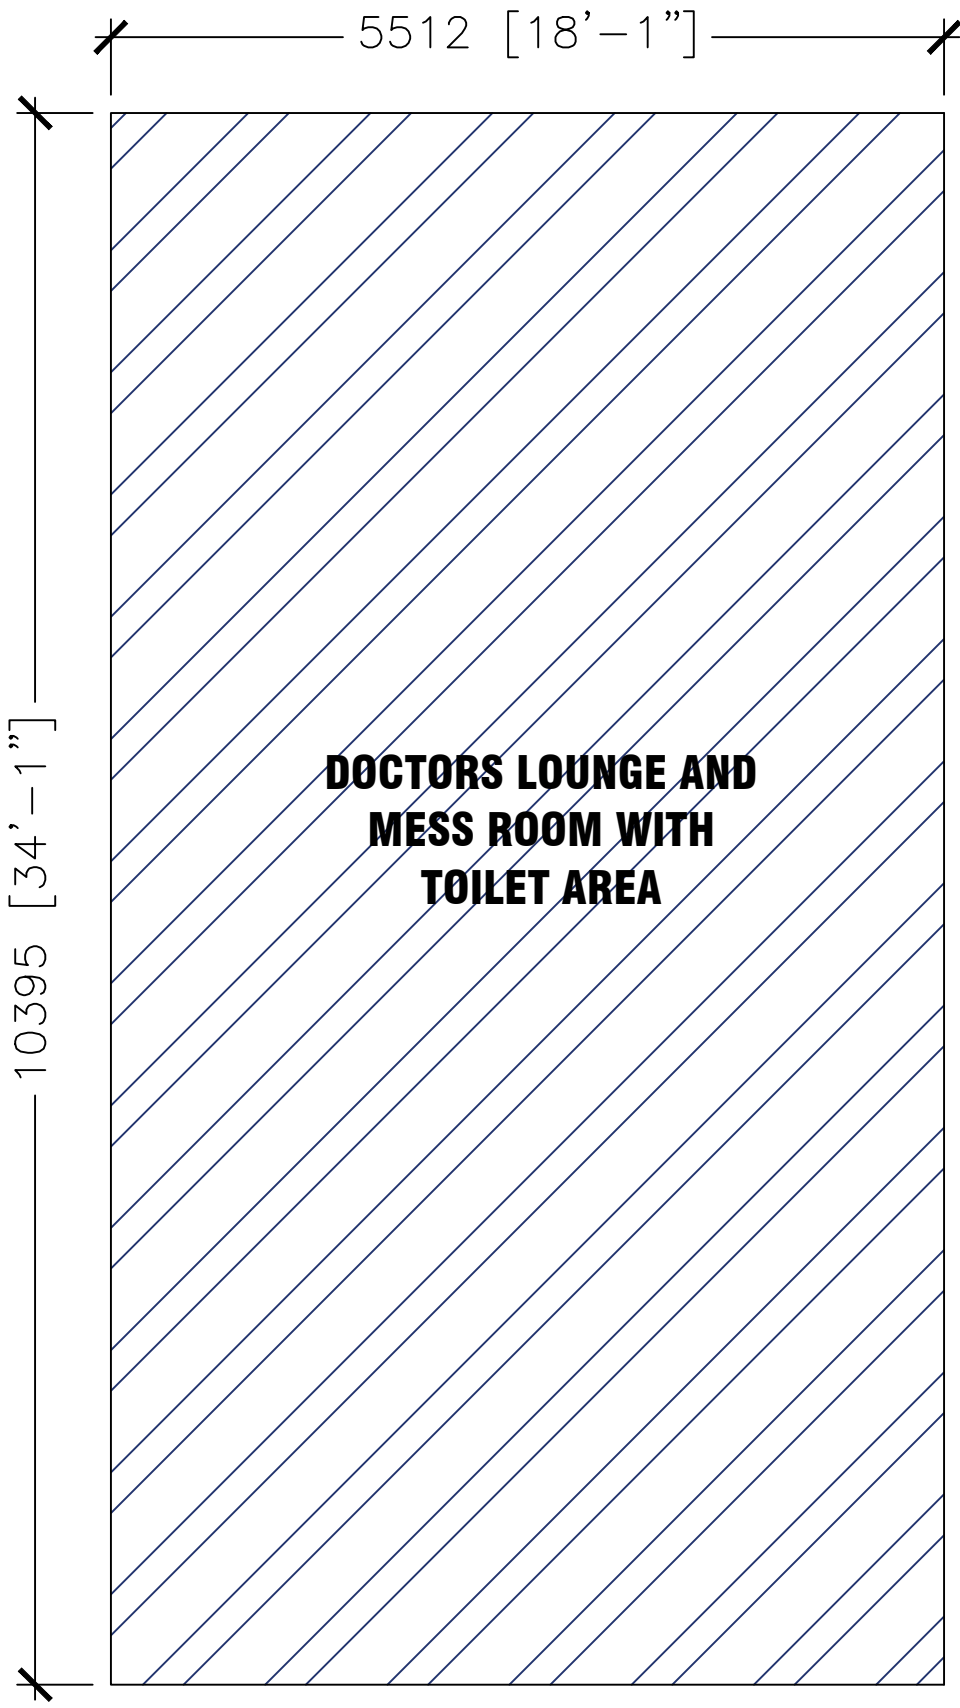 5512 [18'-1"]
10395 [34'-1"]
DOCTORS LOUNGE AND
MESS ROOM WITH
TOILET AREA